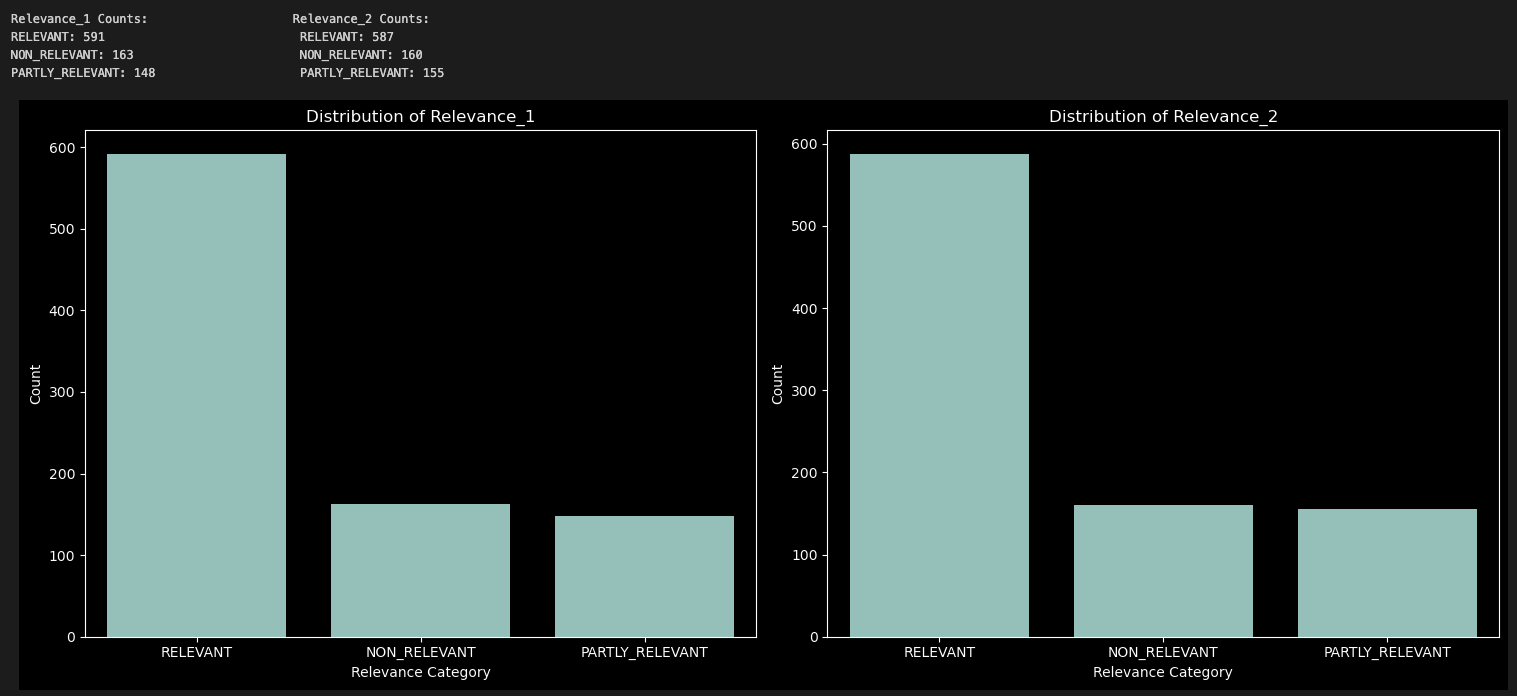 Relevance_1 Counts:
RELEVANT: 591
NON_RELEVANT: 163
PARTLY_RELEVANT: 148
Relevance_2 Counts:
RELEVANT: 587
NON_RELEVANT: 160
PARTLY_RELEVANT: 155
Distribution of Relevance_1
600
500
400
300
200
100
0
Count
RELEVANT NON_RELEVANT PARTLY_RELEVANT
Relevance Category
Distribution of Relevance_2
600
500
400
300
200
100
0
Count
RELEVANT NON_RELEVANT PARTLY_RELEVANT
Relevance Category